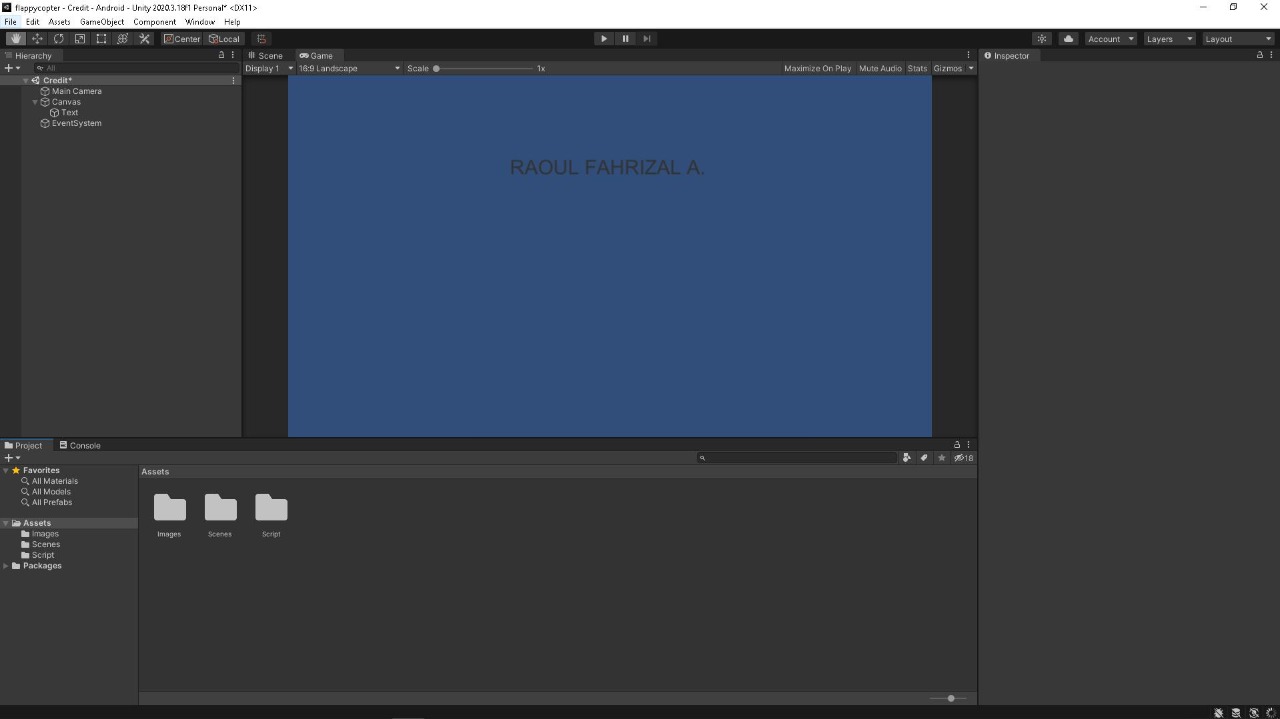 flappycopter - Credit - Android - Unity 2020.3.18f1 Personal* <DX11>
File Edit Assets GameObject Component Window Help
Center Local Account Layers Layout
Hierarchy Scene Game Inspector
All Display 1 16:9 Landscape Scale 1x Maximize On Play Mute Audio Stats Gizmos
Credit*
Main Camera
Canvas
Text
EventSystem
RAOUL FAHRIZAL A.
Project Console
18
Favorites
All Materials
All Models
All Prefabs
Assets
Images
Scenes
Script
Packages
Assets
Images Scenes Script